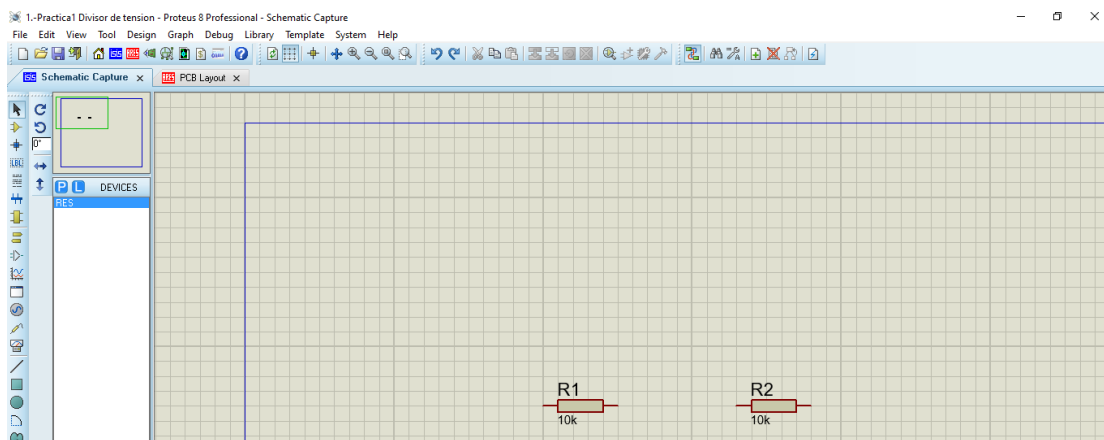 1.-Practica1 Divisor de tension - Proteus 8 Professional - Schematic Capture
File Edit View Tool Design Graph Debug Library Template System Help
Schematic Capture x PCB Layout x
0°
LBL
P L DEVICES
RES
R1 R2
10k 10k